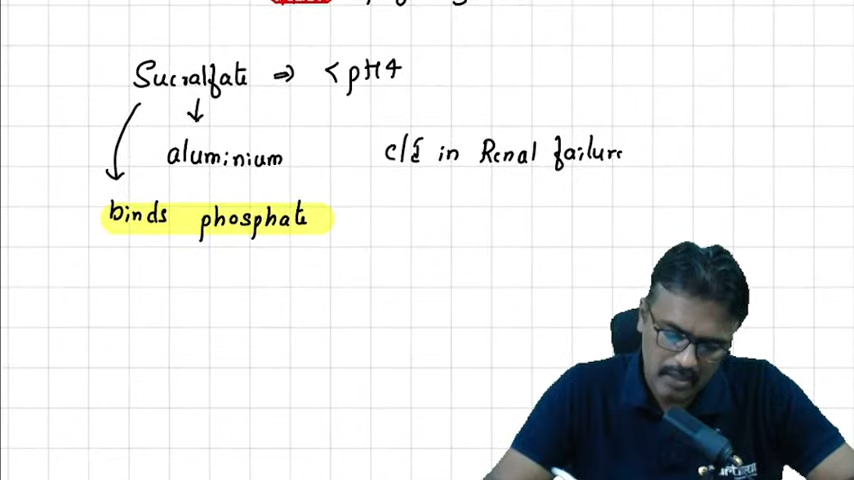 Sucralfate ⇒ < pH4
aluminium c/I in Renal failure
binds phosphate